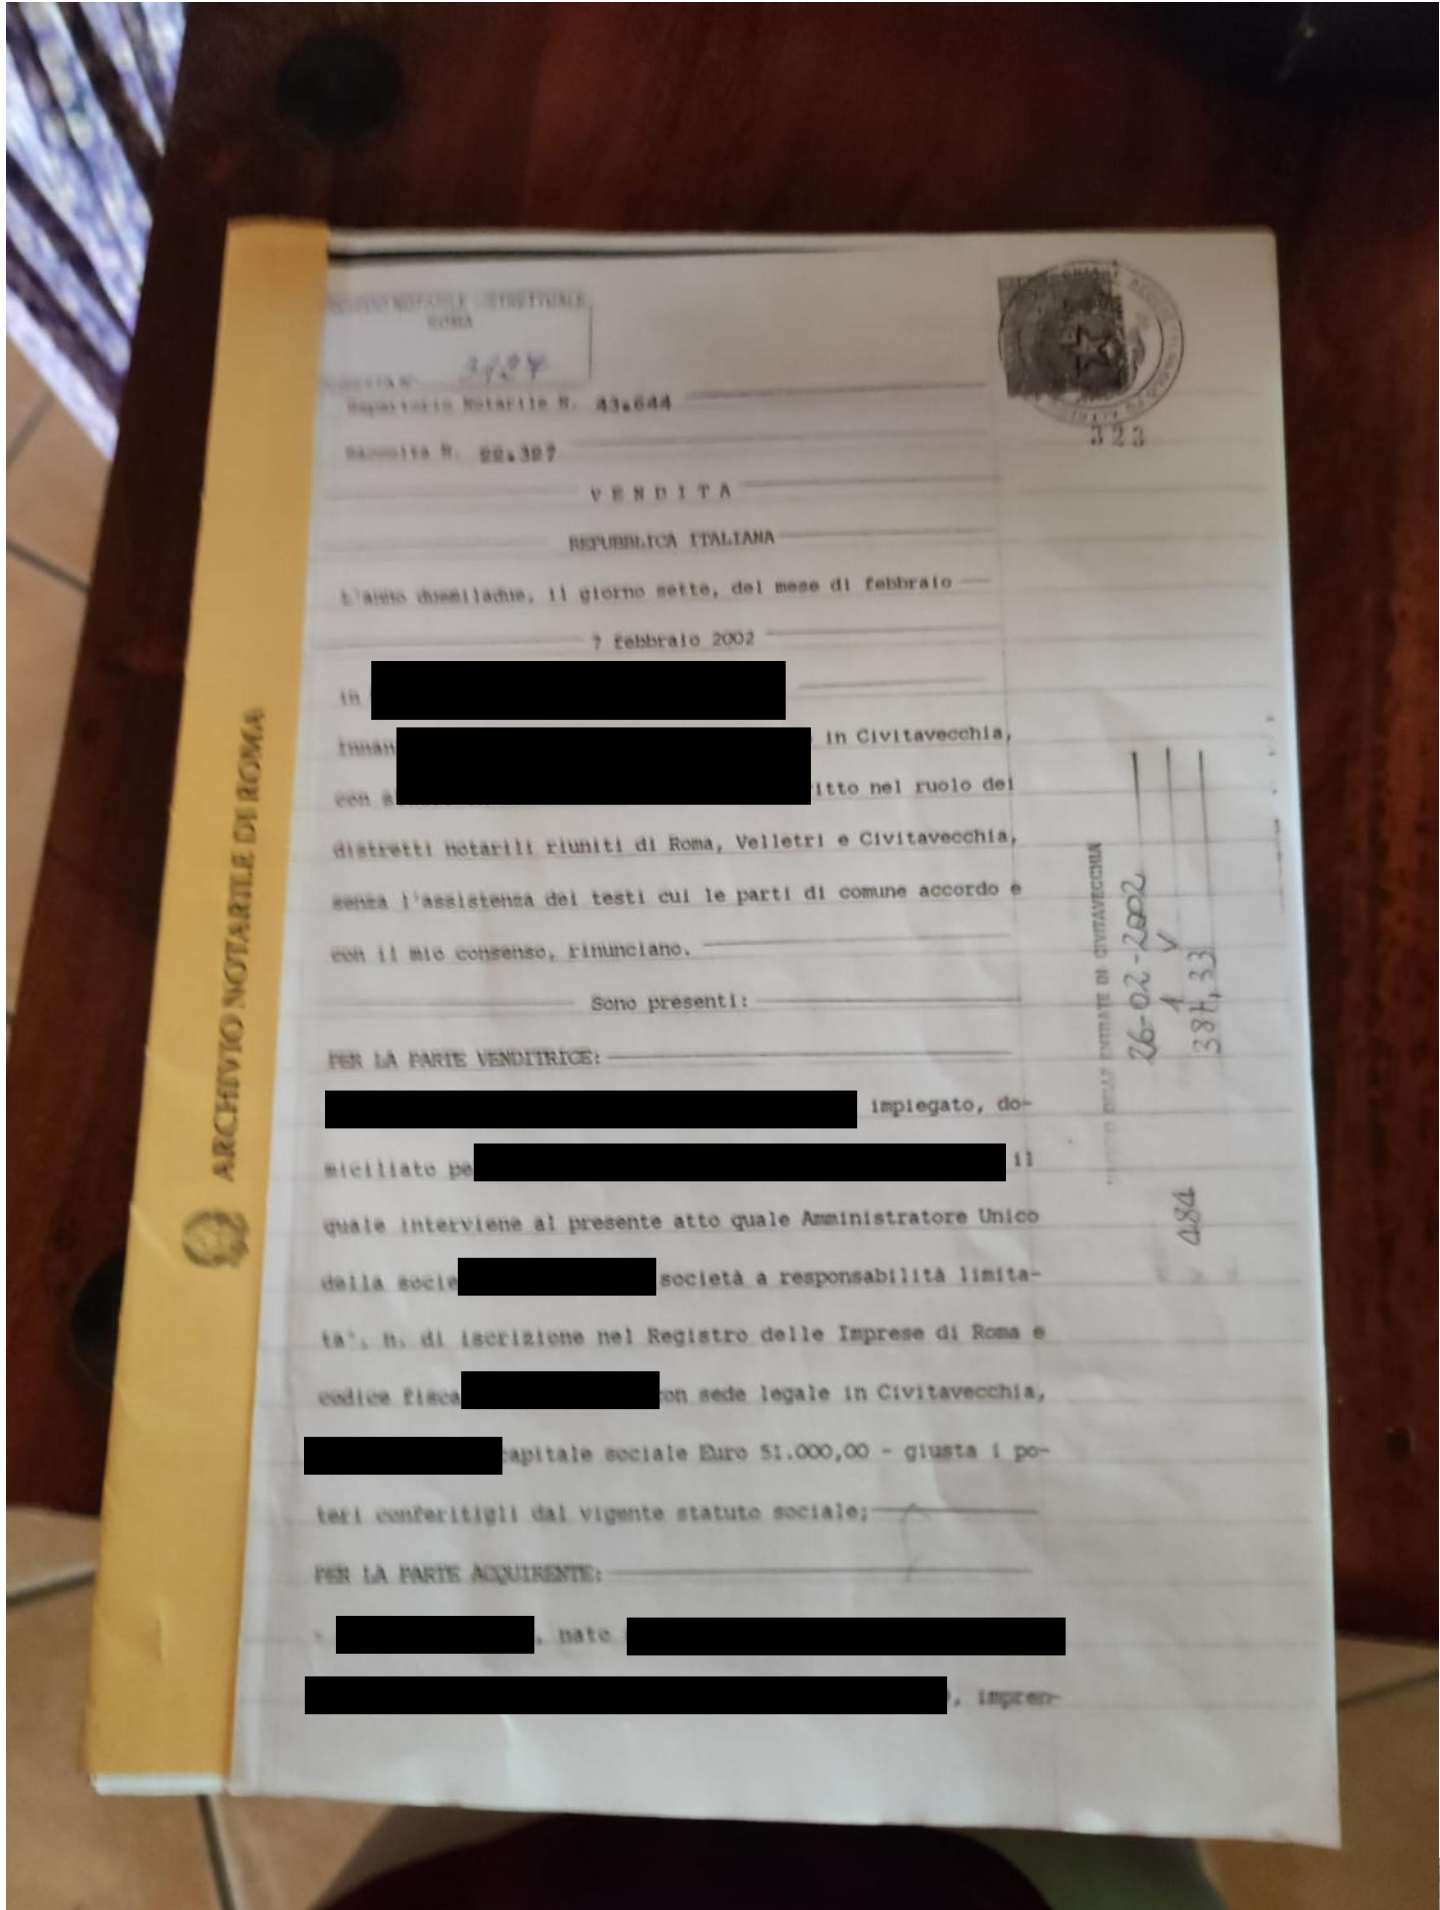 ARCHIVIO NOTARILE DI ROMA
ROMA
Repertorio Notarile N. 43.644
Raccolta N. 22.327
323
V E N D I T A
REPUBBLICA ITALIANA
L'anno duemiladue, il giorno sette, del mese di febbraio
7 febbraio 2002
in
in Civitavecchia,
con
itto nel ruolo dei
distretti notarili riuniti di Roma, Velletri e Civitavecchia,
senza l'assistenza dei testi cui le parti di comune accordo e
con il mio consenso, rinunciano.
Sono presenti:
PER LA PARTE VENDITRICE:
impiegato, do-
miciliato pe
il
quale interviene al presente atto quale Amministratore Unico
della socie
società a responsabilità limita-
ta", n. di iscrizione nel Registro delle Imprese di Roma e
codice fisca
on sede legale in Civitavecchia,
capitale sociale Euro 51.000,00 - giusta i po-
teri conferitigli dal vigente statuto sociale;
PER LA PARTE ACQUIRENTE:
-
, nato
, impren-
ENTRATE DI CIVITAVECCHIA
26-02-2002
1 V
484